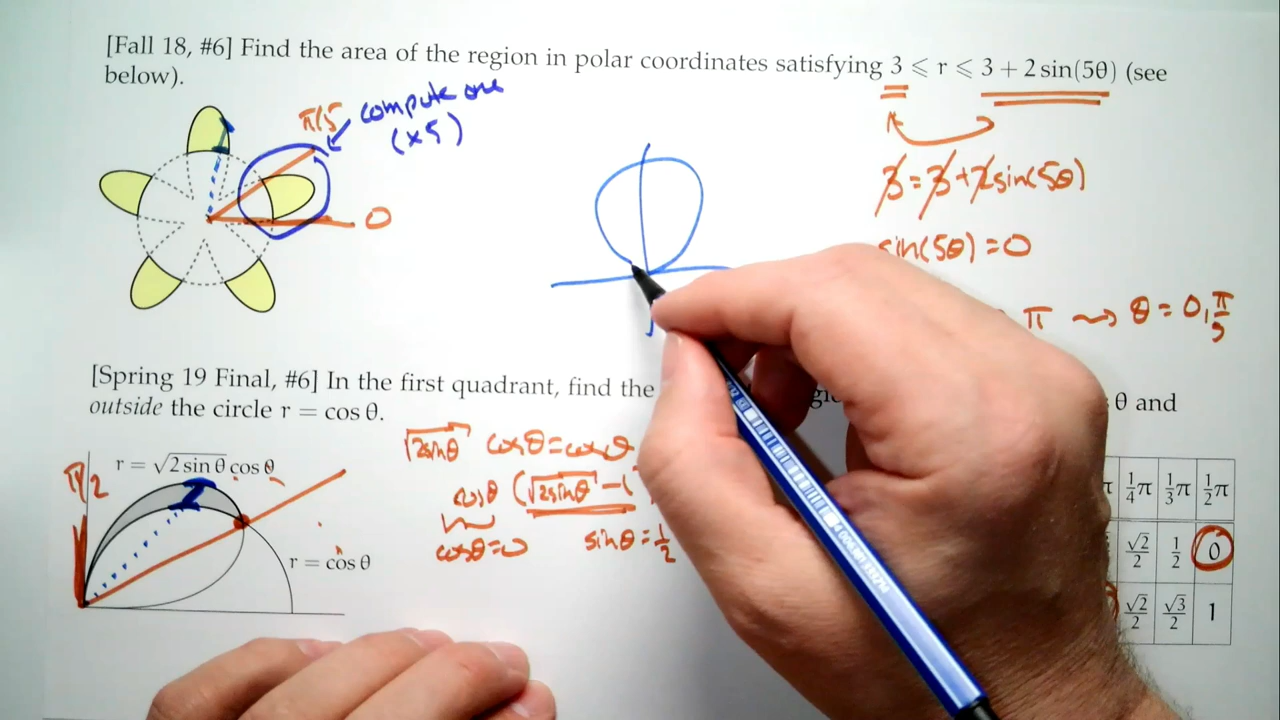 [Fall 18, #6] Find the area of the region in polar coordinates satisfying 3 ⩽ r ⩽ 3 + 2 sin(5θ) (see
below).
π/5
compute one
(×5)
0
3=3+2sin(5θ)
sin(5θ)=0
π ⇝ θ = 0, π/5
[Spring 19 Final, #6] In the first quadrant, find the
θ and
outside the circle r = cos θ.
r = √2 sin θ cos θ
π/2
r = cos θ
√2sinθ cosθ=cosθ
cosθ (√2sinθ -1
cosθ=0 sinθ=1/2
1/4π 1/3π 1/2π
√2/2 1/2 0
√2/2 √3/2 1